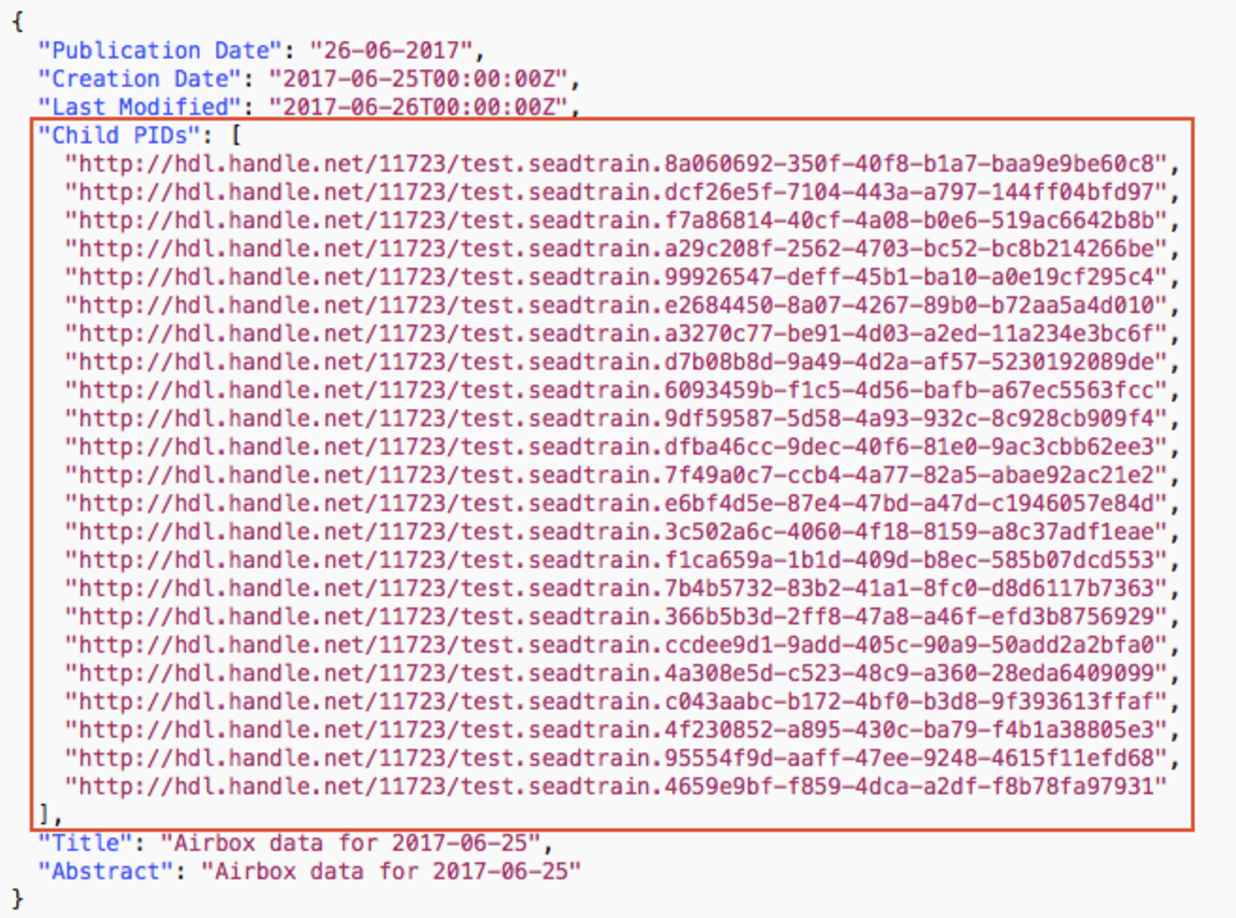 {
"Publication Date": "26-06-2017",
"Creation Date": "2017-06-25T00:00:00Z",
"Last Modified": "2017-06-26T00:00:00Z",
"Child PIDs": [
"http://hdl.handle.net/11723/test.seadtrain.8a060692-350f-40f8-b1a7-baa9e9be60c8",
"http://hdl.handle.net/11723/test.seadtrain.dcf26e5f-7104-443a-a797-144ff04bfd97",
"http://hdl.handle.net/11723/test.seadtrain.f7a86814-40cf-4a08-b0e6-519ac6642b8b",
"http://hdl.handle.net/11723/test.seadtrain.a29c208f-2562-4703-bc52-bc8b214266be",
"http://hdl.handle.net/11723/test.seadtrain.99926547-deff-45b1-ba10-a0e19cf295c4",
"http://hdl.handle.net/11723/test.seadtrain.e2684450-8a07-4267-89b0-b72aa5a4d010",
"http://hdl.handle.net/11723/test.seadtrain.a3270c77-be91-4d03-a2ed-11a234e3bc6f",
"http://hdl.handle.net/11723/test.seadtrain.d7b08b8d-9a49-4d2a-af57-5230192089de",
"http://hdl.handle.net/11723/test.seadtrain.6093459b-f1c5-4d56-bafb-a67ec5563fcc",
"http://hdl.handle.net/11723/test.seadtrain.9df59587-5d58-4a93-932c-8c928cb909f4",
"http://hdl.handle.net/11723/test.seadtrain.dfba46cc-9dec-40f6-81e0-9ac3cbb62ee3",
"http://hdl.handle.net/11723/test.seadtrain.7f49a0c7-ccb4-4a77-82a5-abae92ac21e2",
"http://hdl.handle.net/11723/test.seadtrain.e6bf4d5e-87e4-47bd-a47d-c1946057e84d",
"http://hdl.handle.net/11723/test.seadtrain.3c502a6c-4060-4f18-8159-a8c37adf1eae",
"http://hdl.handle.net/11723/test.seadtrain.f1ca659a-1b1d-409d-b8ec-585b07dcd553",
"http://hdl.handle.net/11723/test.seadtrain.7b4b5732-83b2-41a1-8fc0-d8d6117b7363",
"http://hdl.handle.net/11723/test.seadtrain.366b5b3d-2ff8-47a8-a46f-efd3b8756929",
"http://hdl.handle.net/11723/test.seadtrain.ccdee9d1-9add-405c-90a9-50add2a2bfa0",
"http://hdl.handle.net/11723/test.seadtrain.4a308e5d-c523-48c9-a360-28eda6409099",
"http://hdl.handle.net/11723/test.seadtrain.c043aabc-b172-4bf0-b3d8-9f393613ffaf",
"http://hdl.handle.net/11723/test.seadtrain.4f230852-a895-430c-ba79-f4b1a38805e3",
"http://hdl.handle.net/11723/test.seadtrain.95554f9d-aaff-47ee-9248-4615f11efd68",
"http://hdl.handle.net/11723/test.seadtrain.4659e9bf-f859-4dca-a2df-f8b78fa97931"
],
"Title": "Airbox data for 2017-06-25",
"Abstract": "Airbox data for 2017-06-25"
}